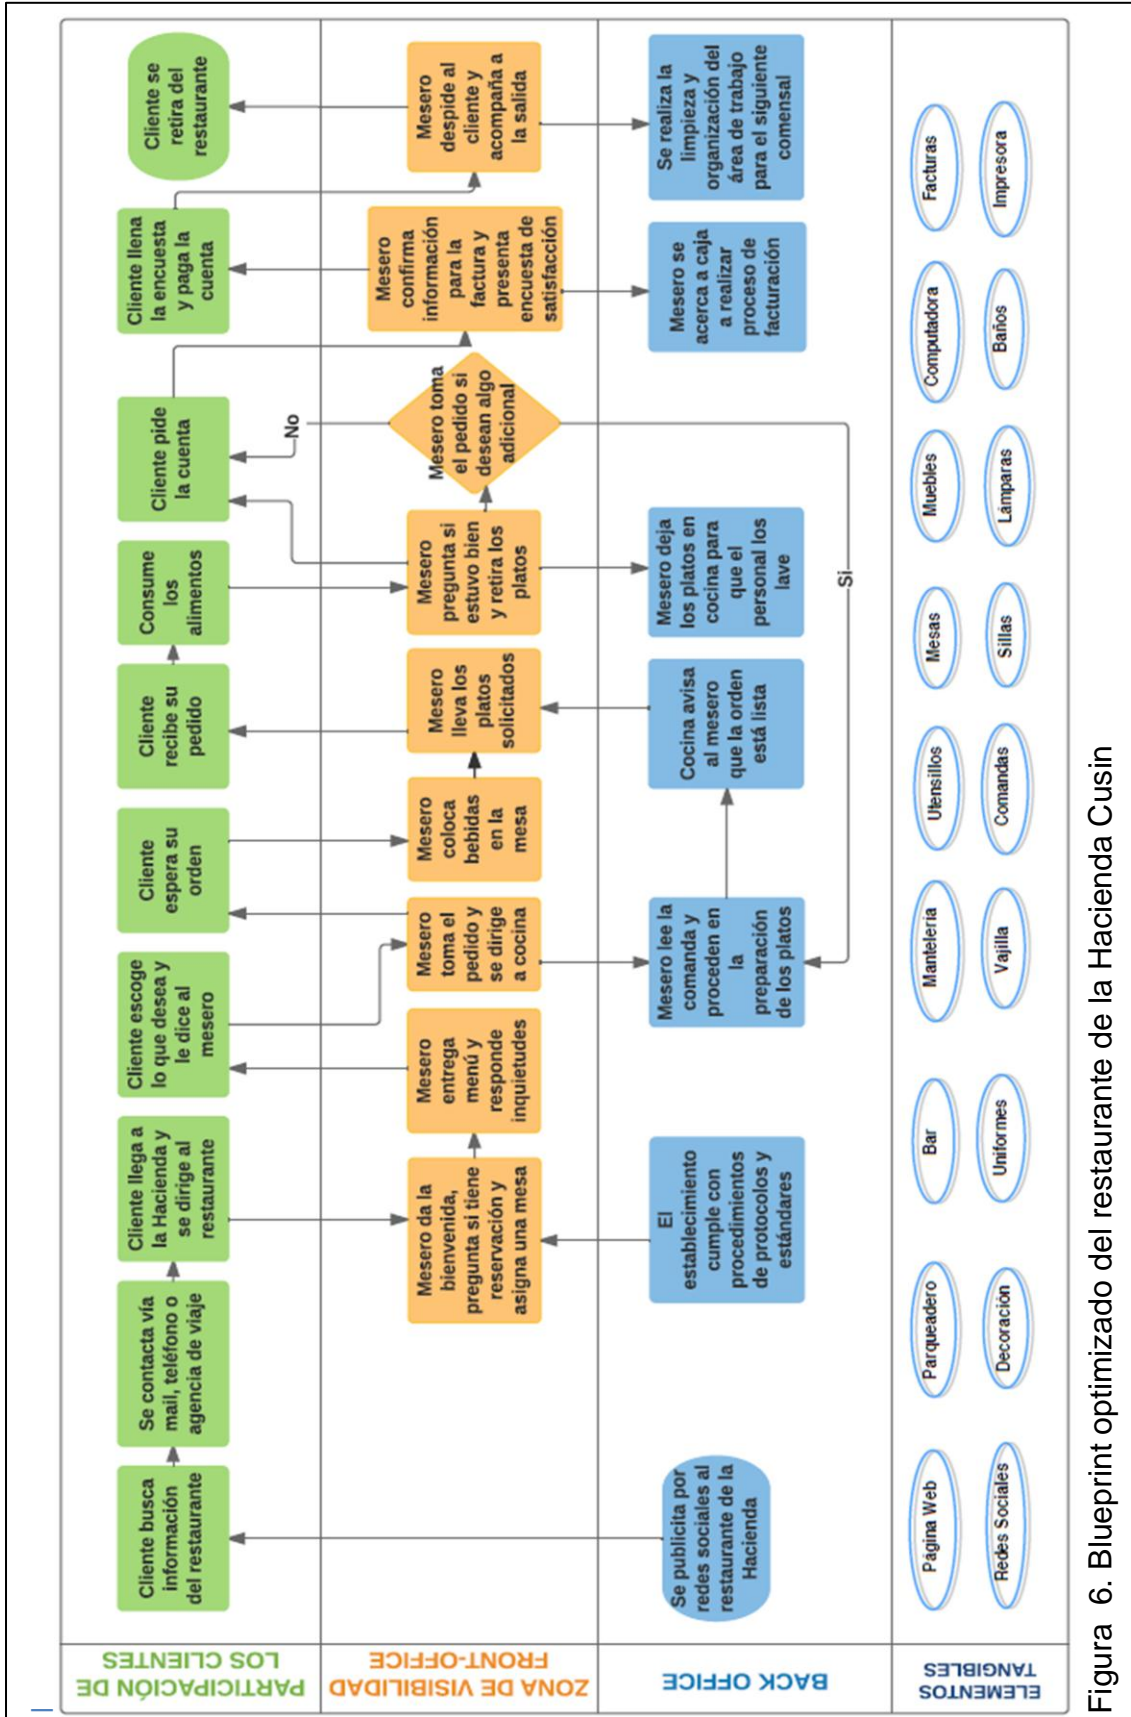 PARTICIPACIÓN DE
LOS CLIENTES
Cliente busca
información
del restaurante
Se contacta vía
mail, teléfono o
agencia de viaje
Cliente llega a
la Hacienda y
se dirige al
restaurante
Cliente escoge
lo que desea y
le dice al
mesero
Cliente
espera su
orden
Cliente
recibe su
pedido
Consume
los
alimentos
Cliente pide
la cuenta
Cliente llena
la encuesta
y paga la
cuenta
Cliente se
retira del
restaurante
ZONA DE VISIBILIDAD
FRONT-OFFICE
Mesero da la
bienvenida,
pregunta si tiene
reservación y
asigna una mesa
Mesero
entrega
menú y
responde
inquietudes
Mesero
toma el
pedido y
se dirige
a cocina
Mesero
coloca
bebidas
en la
mesa
Mesero
lleva los
platos
solicitados
Mesero
pregunta si
estuvo bien
y retira los
platos
Mesero toma
el pedido si
desean algo
adicional
No
Si
Mesero
confirma
información
para la
factura y
presenta
encuesta de
satisfacción
Mesero
despide al
cliente y
acompaña a
la salida
BACK OFFICE
Se publicita por
redes sociales al
restaurante de la
Hacienda
El
establecimiento
cumple con
procedimientos
de protocolos y
estándares
Mesero lee la
comanda y
proceden en
la
preparación
de los platos
Cocina avisa
al mesero
que la orden
está lista
Mesero deja
los platos en
cocina para
que el
personal los
lave
Mesero se
acerca a caja
a realizar
proceso de
facturación
Se realiza la
limpieza y
organización del
área de trabajo
para el siguiente
comensal
ELEMENTOS
TANGIBLES
Página Web
Parqueadero
Bar
Mantelería
Utensillos
Mesas
Muebles
Computadora
Facturas
Redes Sociales
Decoración
Uniformes
Vajilla
Comandas
Sillas
Lámparas
Baños
Impresora
Figura 6. Blueprint optimizado del restaurante de la Hacienda Cusin